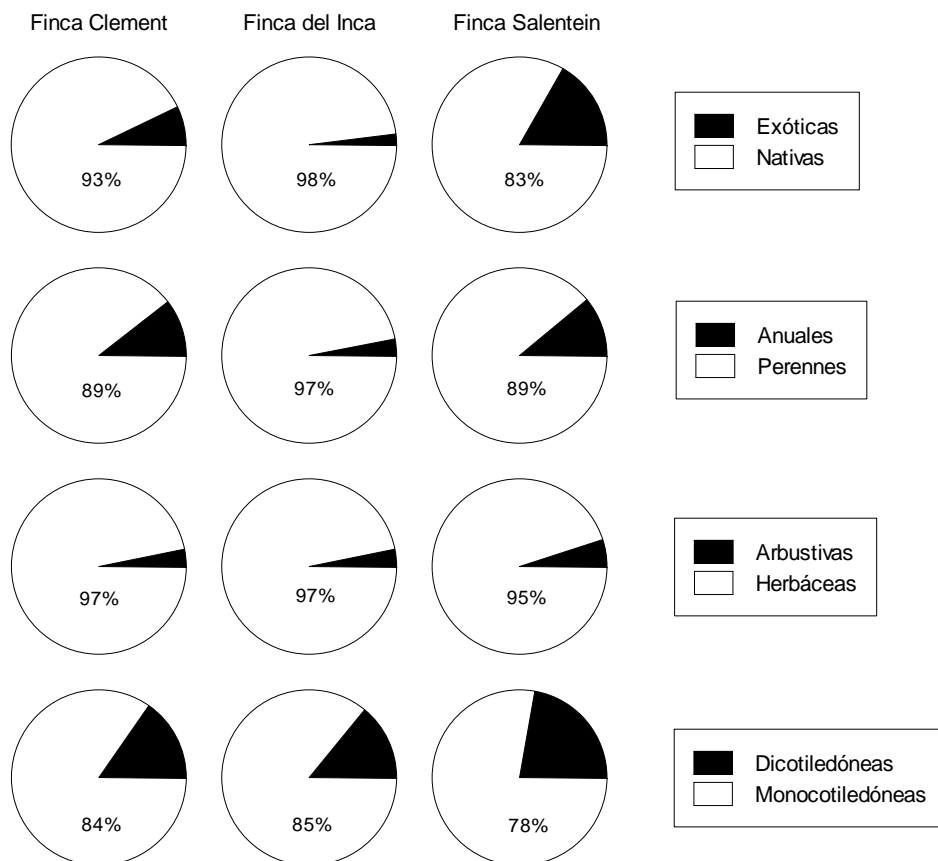 Finca Clement
Finca del Inca
Finca Salentein
93%
98%
83%
Exóticas
Nativas
89%
97%
89%
Anuales
Perennes
97%
97%
95%
Arbustivas
Herbáceas
84%
85%
78%
Dicotiledóneas
Monocotiledóneas